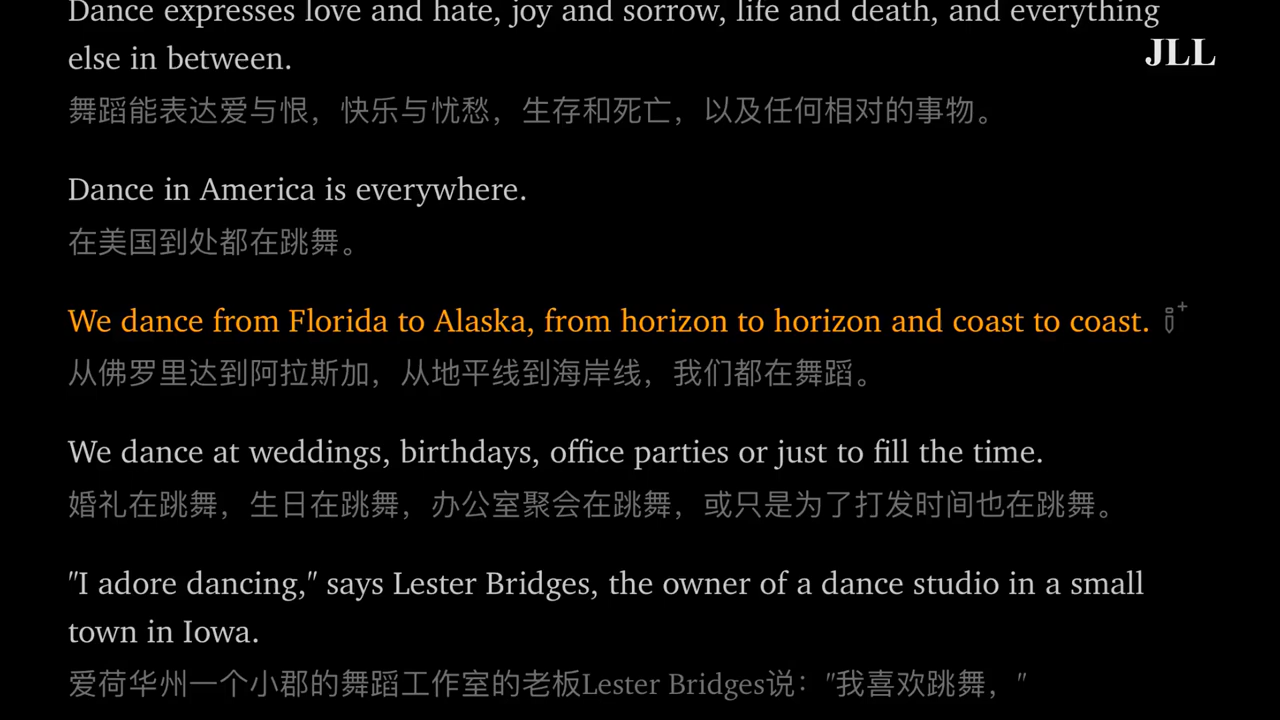 Dance expresses love and hate, joy and sorrow, life and death, and everything
else in between.
JLL
舞蹈能表达爱与恨，快乐与忧愁，生存和死亡，以及任何相对的事物。
Dance in America is everywhere.
在美国到处都在跳舞。
We dance from Florida to Alaska, from horizon to horizon and coast to coast.
从佛罗里达到阿拉斯加，从地平线到海岸线，我们都在舞蹈。
We dance at weddings, birthdays, office parties or just to fill the time.
婚礼在跳舞，生日在跳舞，办公室聚会在跳舞，或只是为了打发时间也在跳舞。
"I adore dancing," says Lester Bridges, the owner of a dance studio in a small
town in Iowa.
爱荷华州一个小郡的舞蹈工作室的老板Lester Bridges说："我喜欢跳舞，"